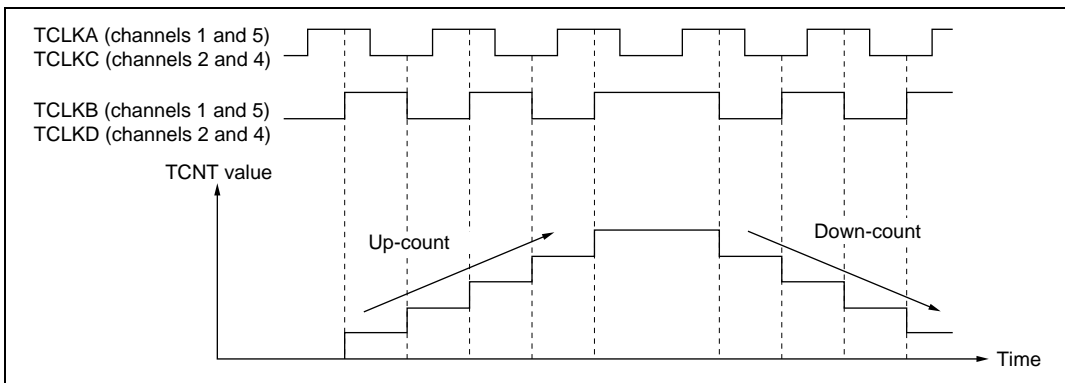 TCLKA (channels 1 and 5)
TCLKC (channels 2 and 4)
TCLKB (channels 1 and 5)
TCLKD (channels 2 and 4)
TCNT value
Up-count
Down-count
Time